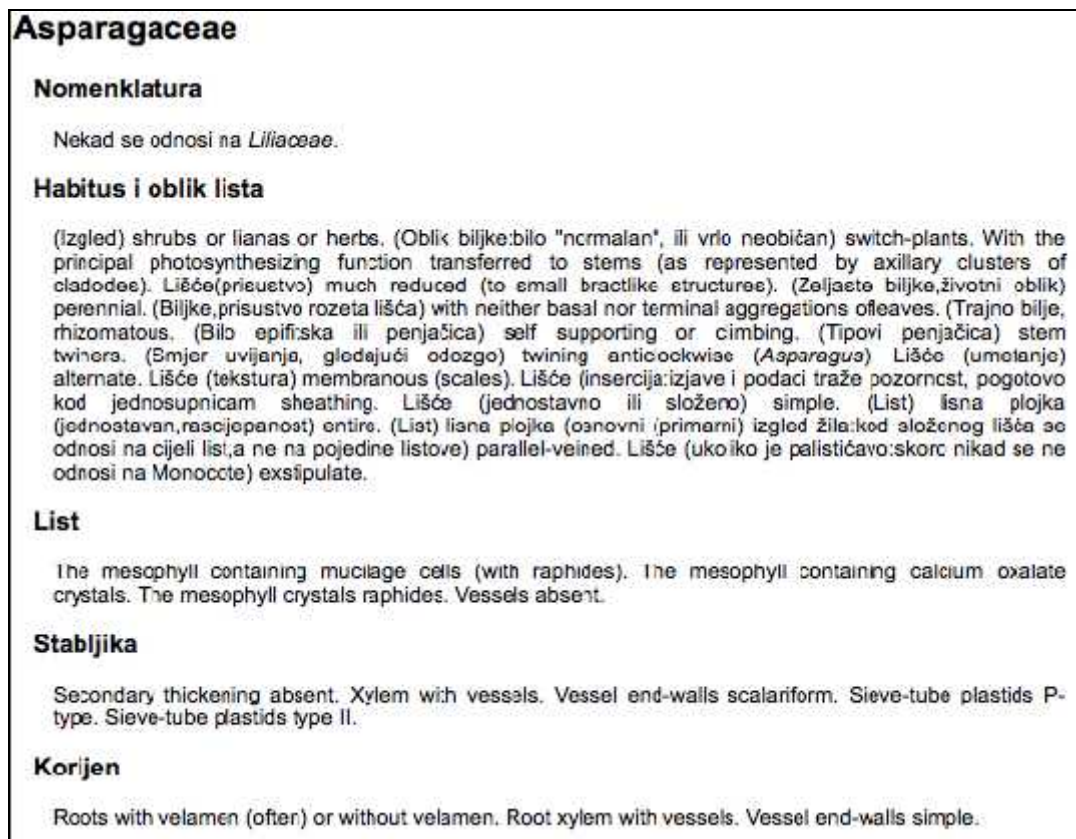 Asparagaceae
Nomenklatura
Nekad se odnosi na Liliaceae.
Habitus i oblik lista
(Izgled) shrubs or lianas or herbs. (Oblik biljke:bilo "normalan", ili vrlo neobičan) switch-plants. With the
principal photosynthesizing function transferred to stems (as represented by axillary clusters of
cladodes). Lišće(prisustvo) much reduced (to small bractlike structures). (Zeljaste biljke,životni oblik)
perennial. (Biljke,prisustvo rozeta lišća) with neither basal nor terminal aggregations ofleaves. (Trajno bilje,
rhizomatous. (Bilo epifitska ili penjačica) self supporting or climbing. (Tipovi penjačica) stem
twiners. (Smjer uvijanja, gledajući odozgo) twining anticlockwise (Asparagus) Lišće (umetanje)
alternate. Lišće (tekstura) membranous (scales). Lišće (insercija:izjave i podaci traže pozornost, pogotovo
kod jednosupnicam sheathing. Lišće (jednostavno ili složeno) simple. (List) lisna plojka
(jednostavan,rascijepanost) entire. (List) lisna plojka (osnovni (primarni) izgled žila:kod složenog lišća se
odnosi na cijeli list,a ne na pojedine listove) parallel-veined. Lišće (ukoliko je palistićavo:skoro nikad se ne
odnosi na Monocote) exstipulate.
List
The mesophyll containing mucilage cells (with raphides). The mesophyll containing calcium oxalate
crystals. The mesophyll crystals raphides. Vessels absent.
Stabljika
Secondary thickening absent. Xylem with vessels. Vessel end-walls scalariform. Sieve-tube plastids P-
type. Sieve-tube plastids type II.
Korijen
Roots with velamen (often) or without velamen. Root xylem with vessels. Vessel end-walls simple.